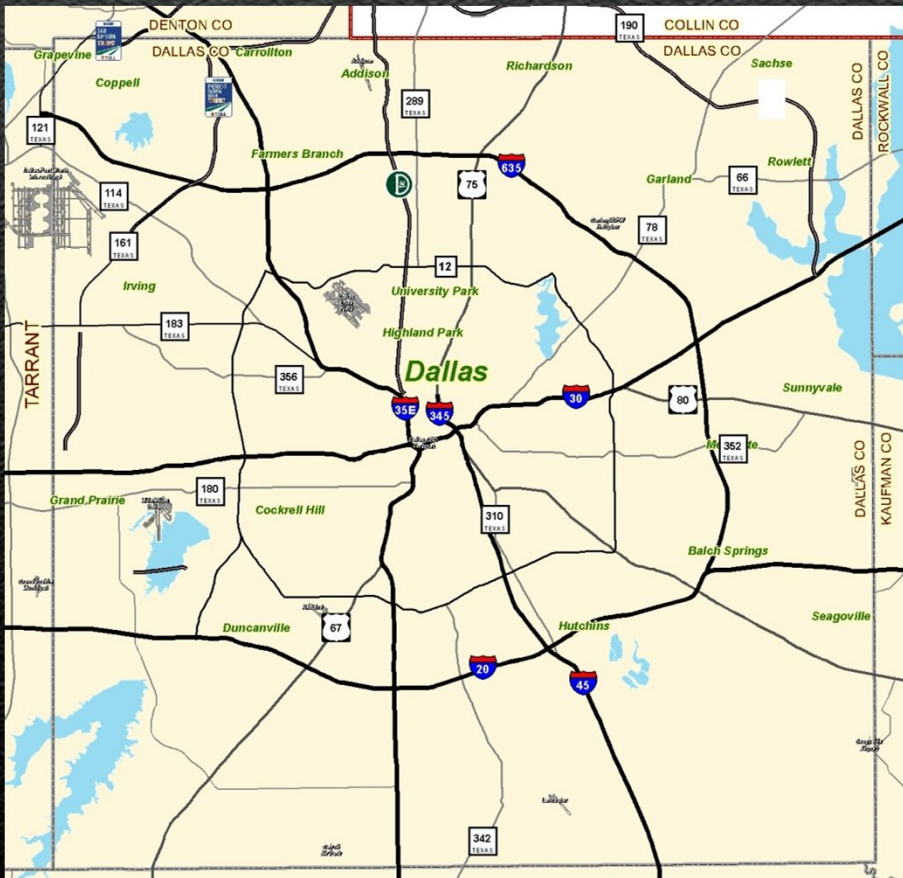 DENTON CO
190
TEXAS
COLLIN CO
DALLAS CO
Carrollton
DALLAS CO
Grapevine
Coppell
Addison
Richardson
Sachse
DALLAS CO
ROCKWALL CO
289
TEXAS
121
TEXAS
Farmers Branch
635
Rowlett
114
TEXAS
75
Garland
66
TEXAS
161
TEXAS
78
TEXAS
12
Irving
University Park
183
TEXAS
Highland Park
TARRANT
356
TEXAS
Dallas
Sunnyvale
35E
345
30
80
352
TEXAS
DALLAS CO
KAUFMAN CO
180
TEXAS
Grand Prairie
Cockrell Hill
310
TEXAS
Balch Springs
Duncanville
67
Hutchins
Seagoville
20
45
Lancaster
342
TEXAS